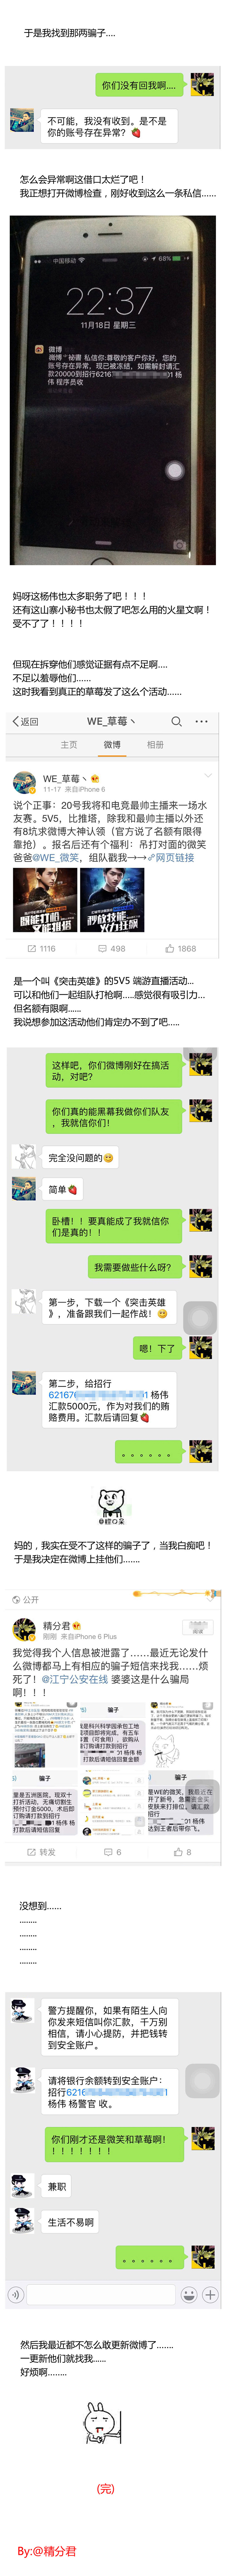 于是我找到那两骗子....
你们没有回我啊....
不可能，我没有收到。是不是
你的账号存在异常？🍓
怎么会异常啊这借口太烂了吧！
我正想打开微博检查，刚好收到这么一条私信......
中国移动
68%
22:37
11月18日 星期三
微博
微博 秘書 私信你:尊敬的客户你好，您的
账号存在异常，现已被冻结，如需解封请汇
款20000到招行6216 1 杨
伟 程序员收
妈呀这杨伟也太多职务了吧！！！
还有这山寨小秘书也太假了吧怎么用的火星文啊！
受不了了！！！！
但现在拆穿他们感觉证据有点不足啊....
不足以羞辱他们......
这时我看到真正的草莓发了这么个活动......
返回
WE_草莓丶
主页
微博
相册
WE_草莓丶
11-17 来自iPhone 6
说个正事：20号我将和电竞最帅主播来一场水
友赛。5V5，比推塔，除我和最帅主播以外还
有8坑求微博大神认领（官方说了名额有限得
靠抢）。报名后还有个福利：吊打对面的微笑
爸爸@WE_微笑，组队戳我→→网页链接
1116
498
1868
是一个叫《突击英雄》的5V5 端游直播活动...
可以和他们一起组队打枪啊.....感觉很有吸引力...
但名额有限啊......
我说想参加这活动他们肯定办不到了吧.....
这样吧，你们微博刚好在搞活
动，对吧？
你们真的能黑幕我做你们队友
，我就信你们！
完全没问题的
简单🍓
卧槽！！要真能成了我就信你
们是真的！！
我需要做些什么呀？
第一步，下载一个《突击英雄
》，准备跟我们一起作战！
嗯！下了
第二步，给招行
62167 1 杨伟
汇款5000元，作为对我们的贿
赂费用。汇款后请回复🍓
。。。。。。
妈的，我实在受不了这样的骗子了，当我白痴吧！
于是我决定在微博上挂他们.......
公开
精分君
刚刚 来自iPhone 6 Plus
我觉得我个人信息被泄露了......最近无论发什
么微博都马上有相应的骗子短信来找我......烦
死了！@江宁公安在线 婆婆这是什么骗局
啊！！！
骗子
骗子
骗子
转发
6
8
没想到......
........
........
........
........
警方提醒你，如果有陌生人向
你发来短信叫你汇款，千万别
相信，请小心提防，并把钱转
到安全账户。
请将银行余额转到安全账户：
招行6216 1
杨伟 杨警官 收。
你们刚才还是微笑和草莓啊！
！！！！！！！
兼职
生活不易啊
。。。。。。
然后我最近都不怎么敢更新微博了.......
一更新他们就找我......
好烦啊........
(完)
By:@精分君